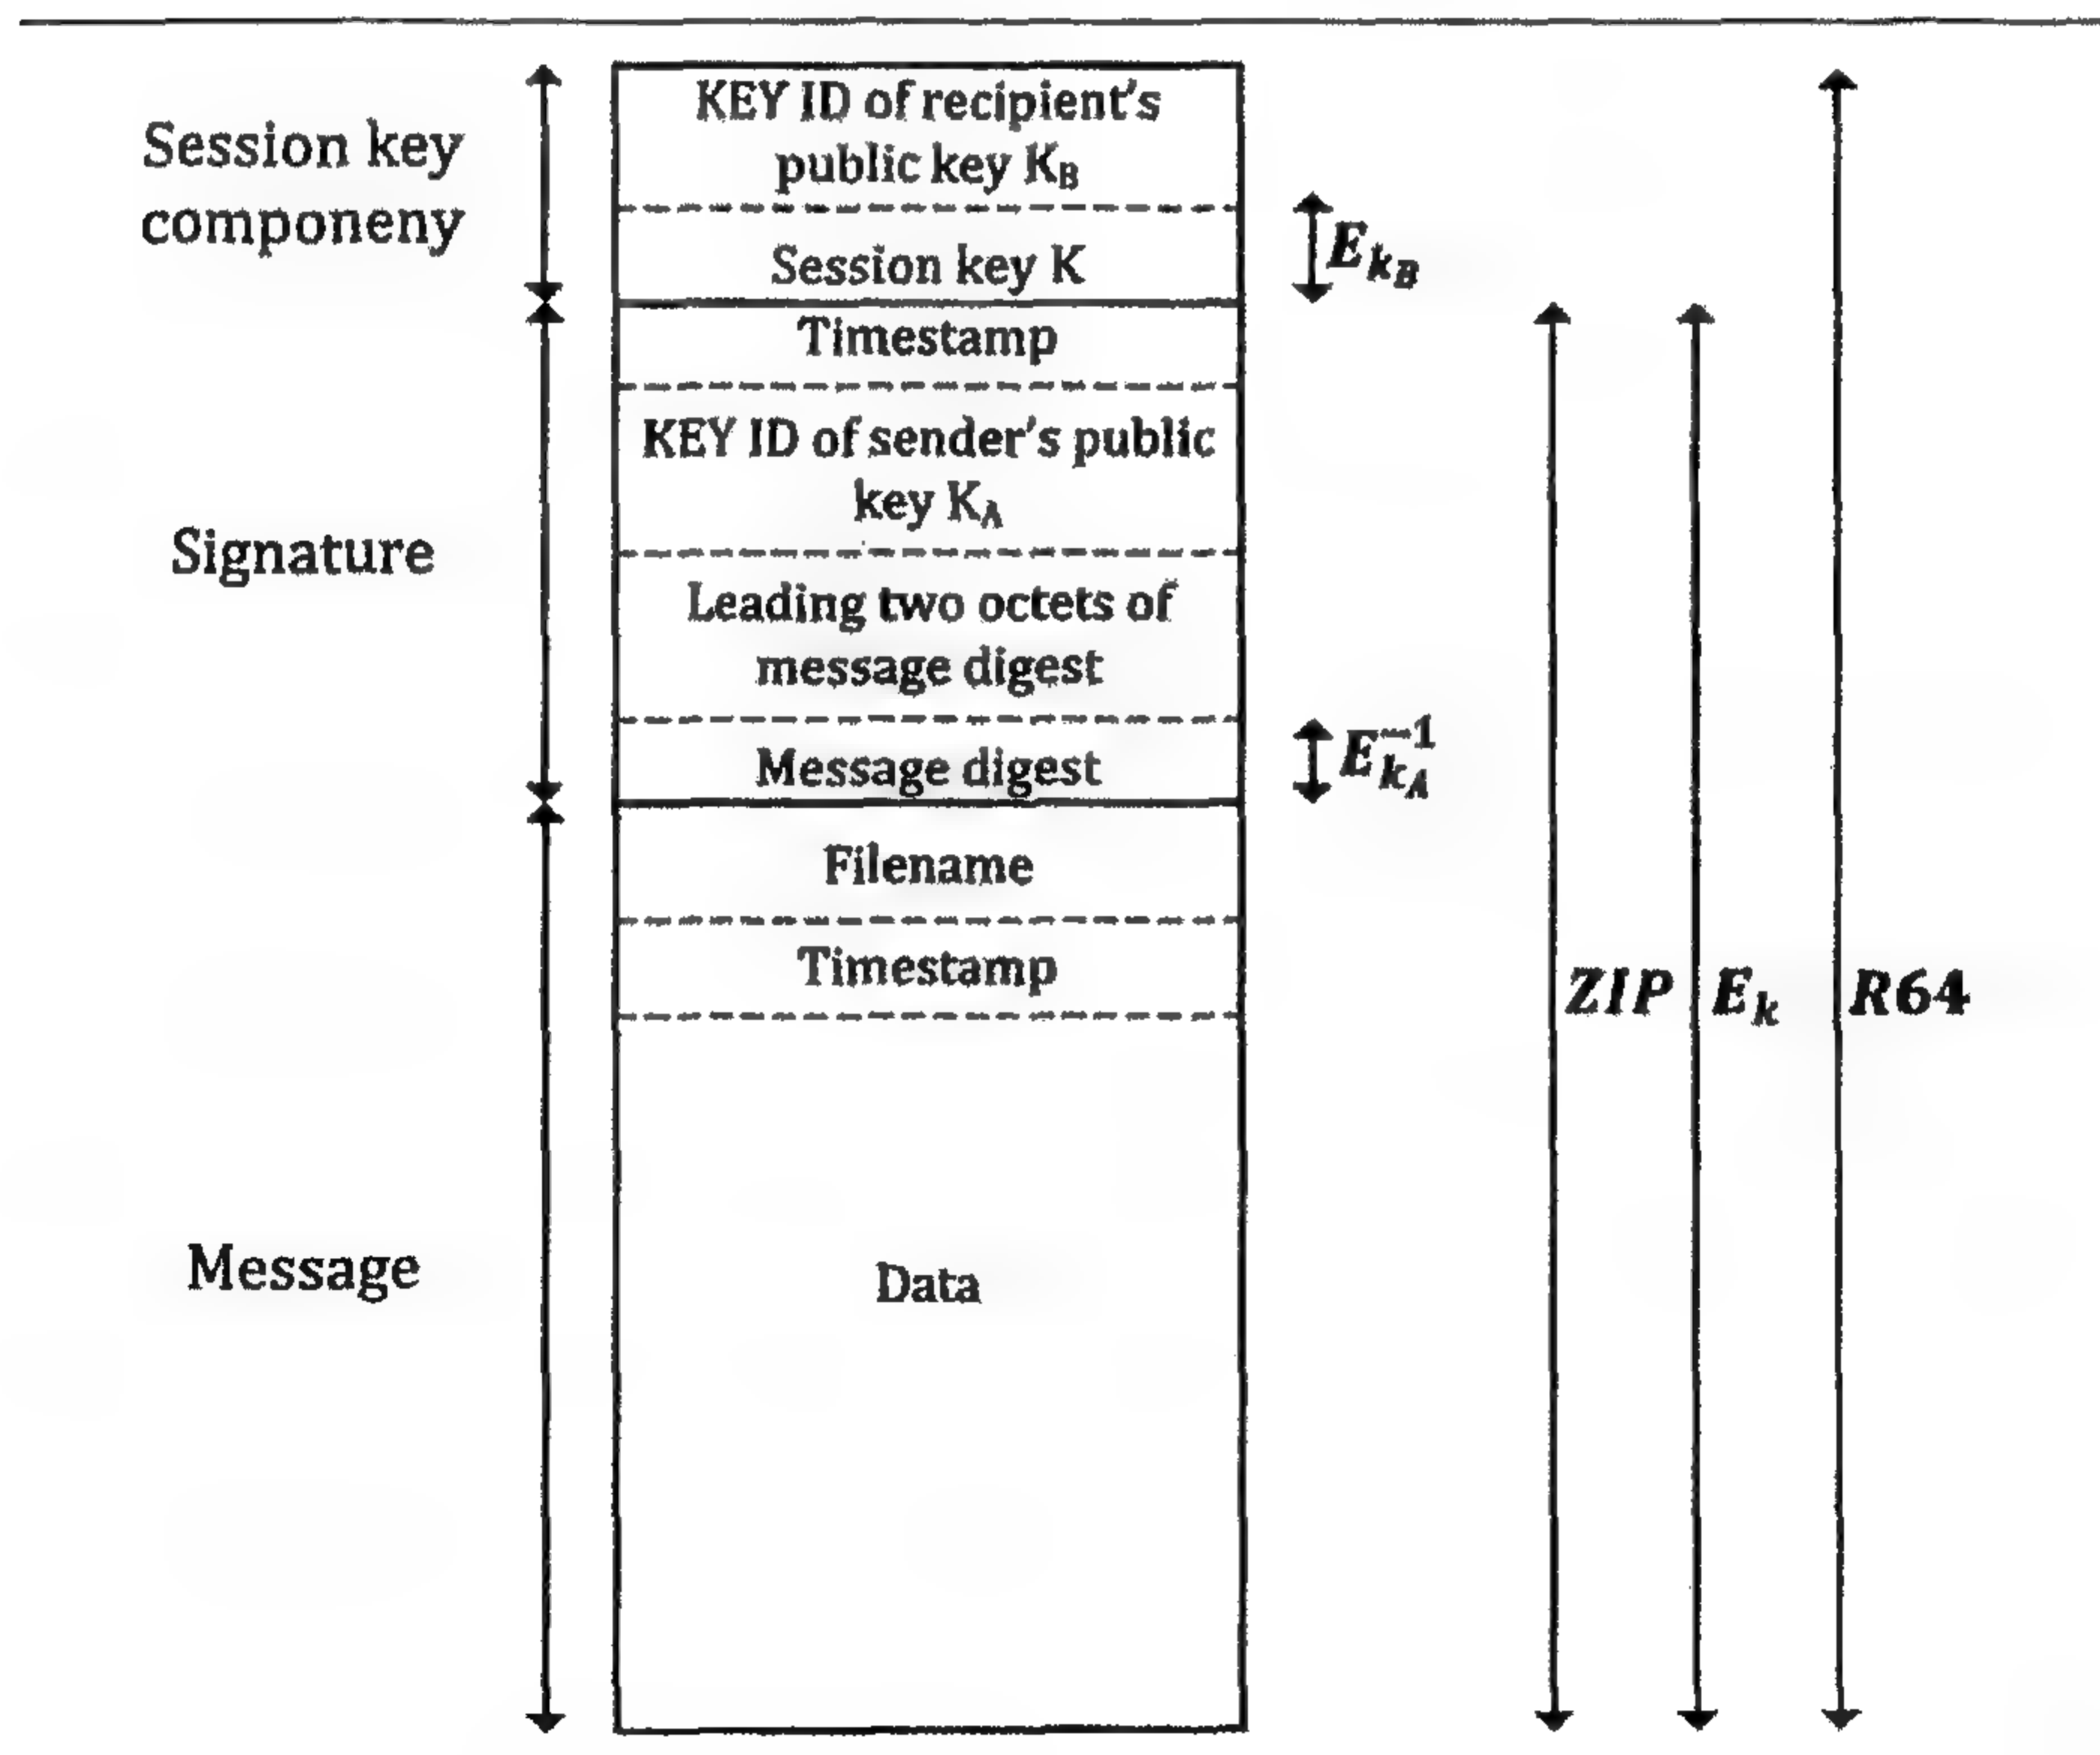 Session key
componeny
KEY ID of recipient's
public key K_B
Session key K
E_{k_B}
Timestamp
KEY ID of sender's public
key K_A
Signature
Leading two octets of
message digest
Message digest
E_{k_A}^{-1}
Filename
Timestamp
ZIP
E_k
R64
Message
Data